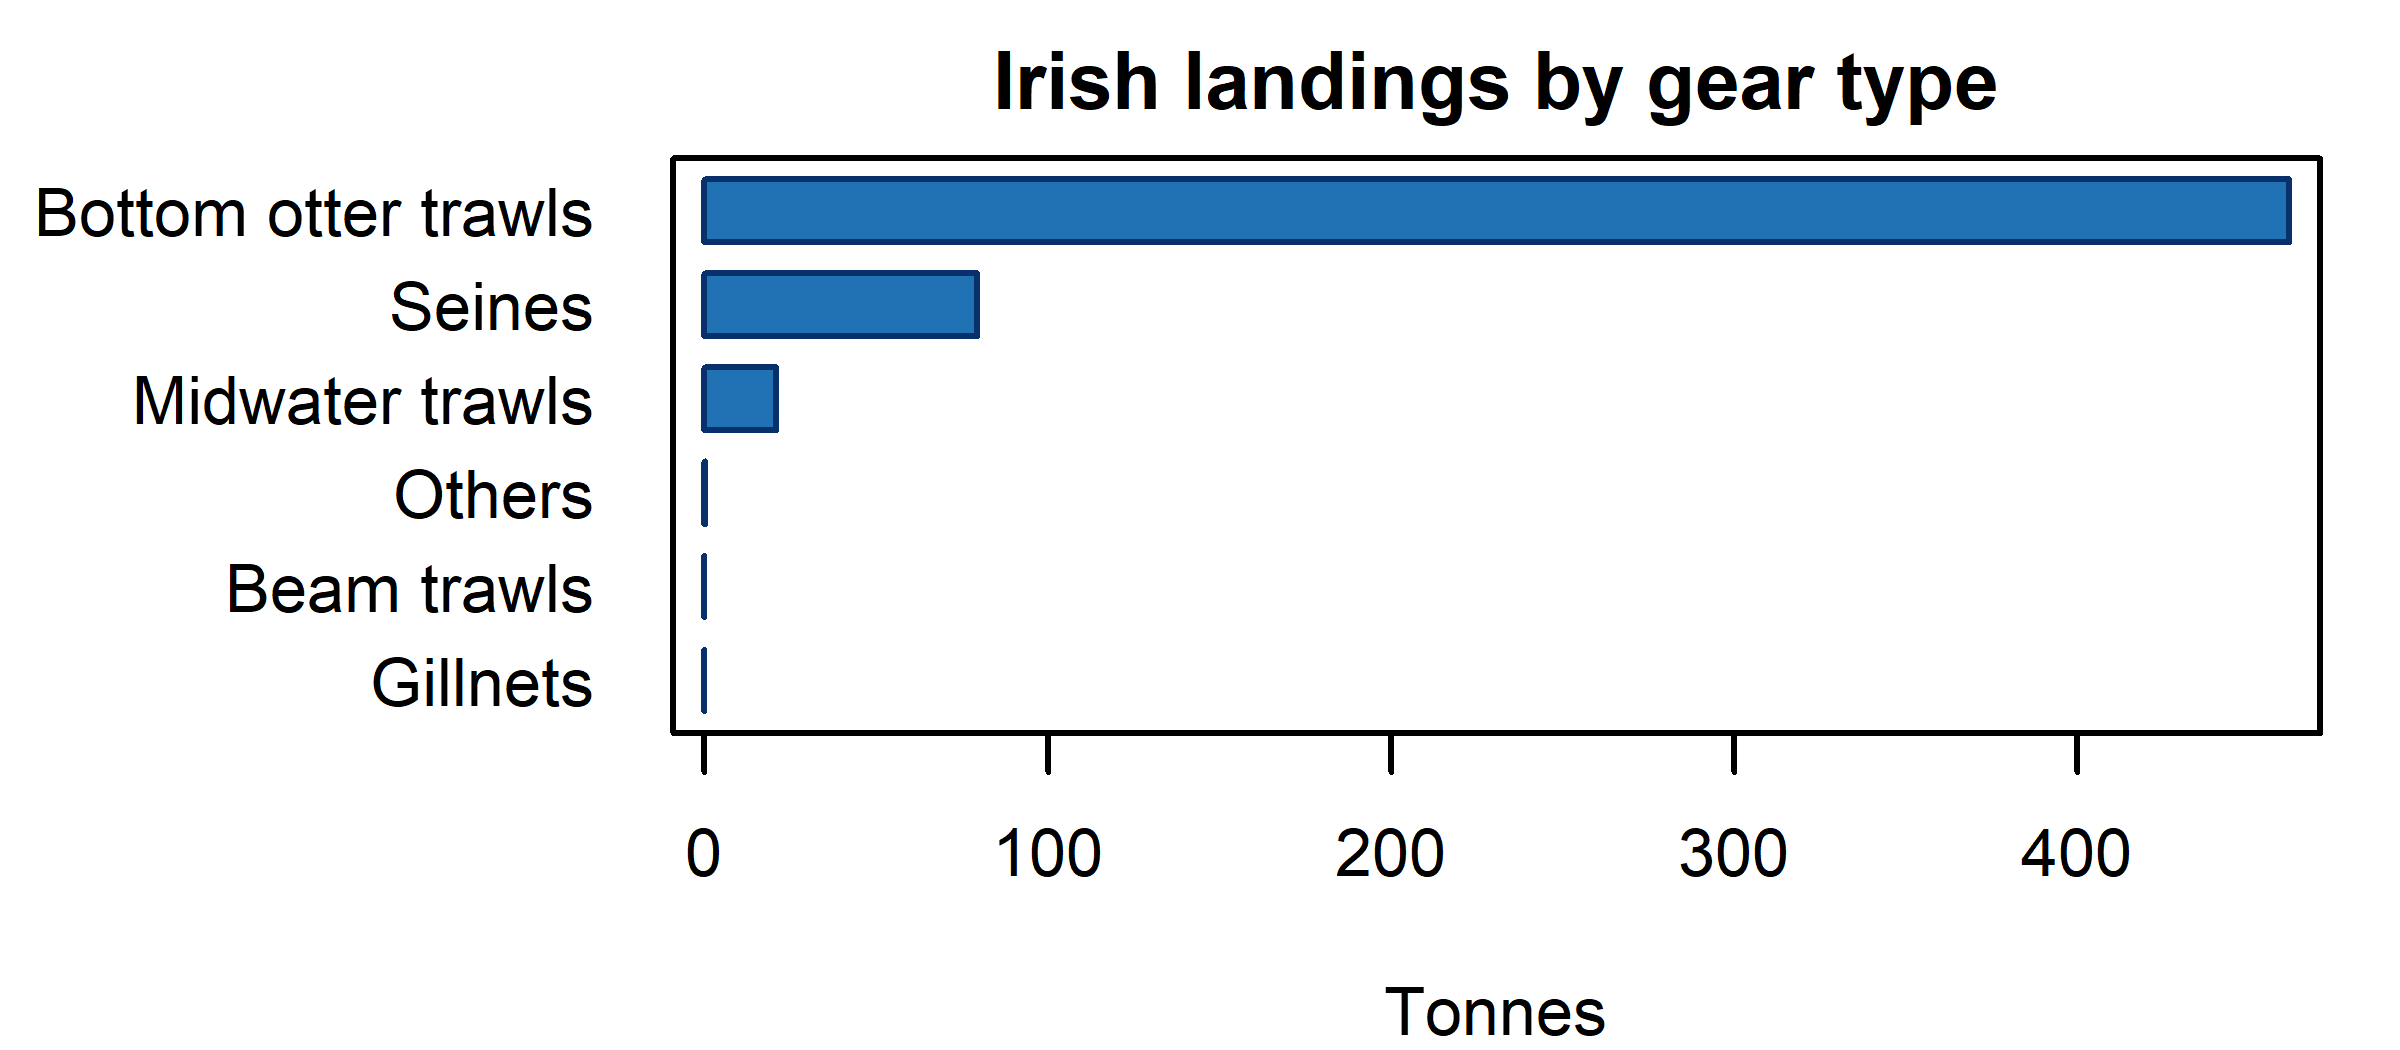 Irish landings by gear type
Bottom otter trawls
Seines
Midwater trawls
Others
Beam trawls
Gillnets
0 100 200 300 400
Tonnes